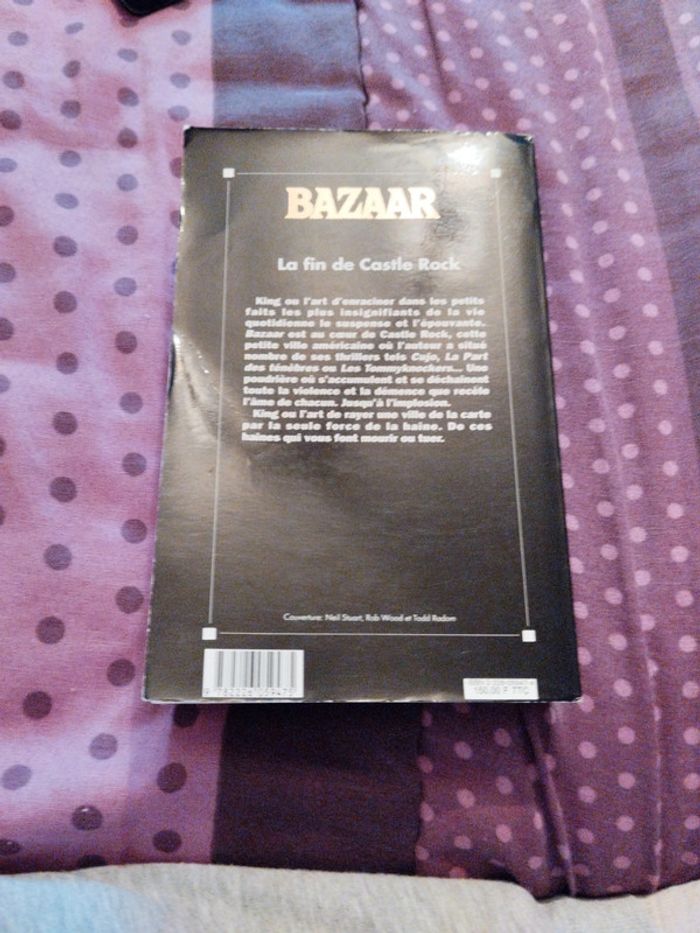 BAZAAR
La fin de Castle Rock
King ou l'art d'enraciner dans les petits
faits les plus insignifiants de la vie
quotidienne le suspense et l'épouvante.
Bazaar est au cœur de Castle Rock, cette
petite ville américaine où l'auteur a situé
nombre de ses thrillers tels Cujo, La Part
des ténèbres ou Les Tommyknockers... Une
poudrière où s'accumulent et se déchaînent
toute la violence et la démence que recèle
l'âme de chacun. Jusqu'à l'implosion.
King ou l'art de rayer une ville de la carte
par la seule force de la haine. De ces
haines qui vous font mourir ou tuer.
Couverture: Neil Stuart, Rob Wood et Todd Radom
150,00 F TTC